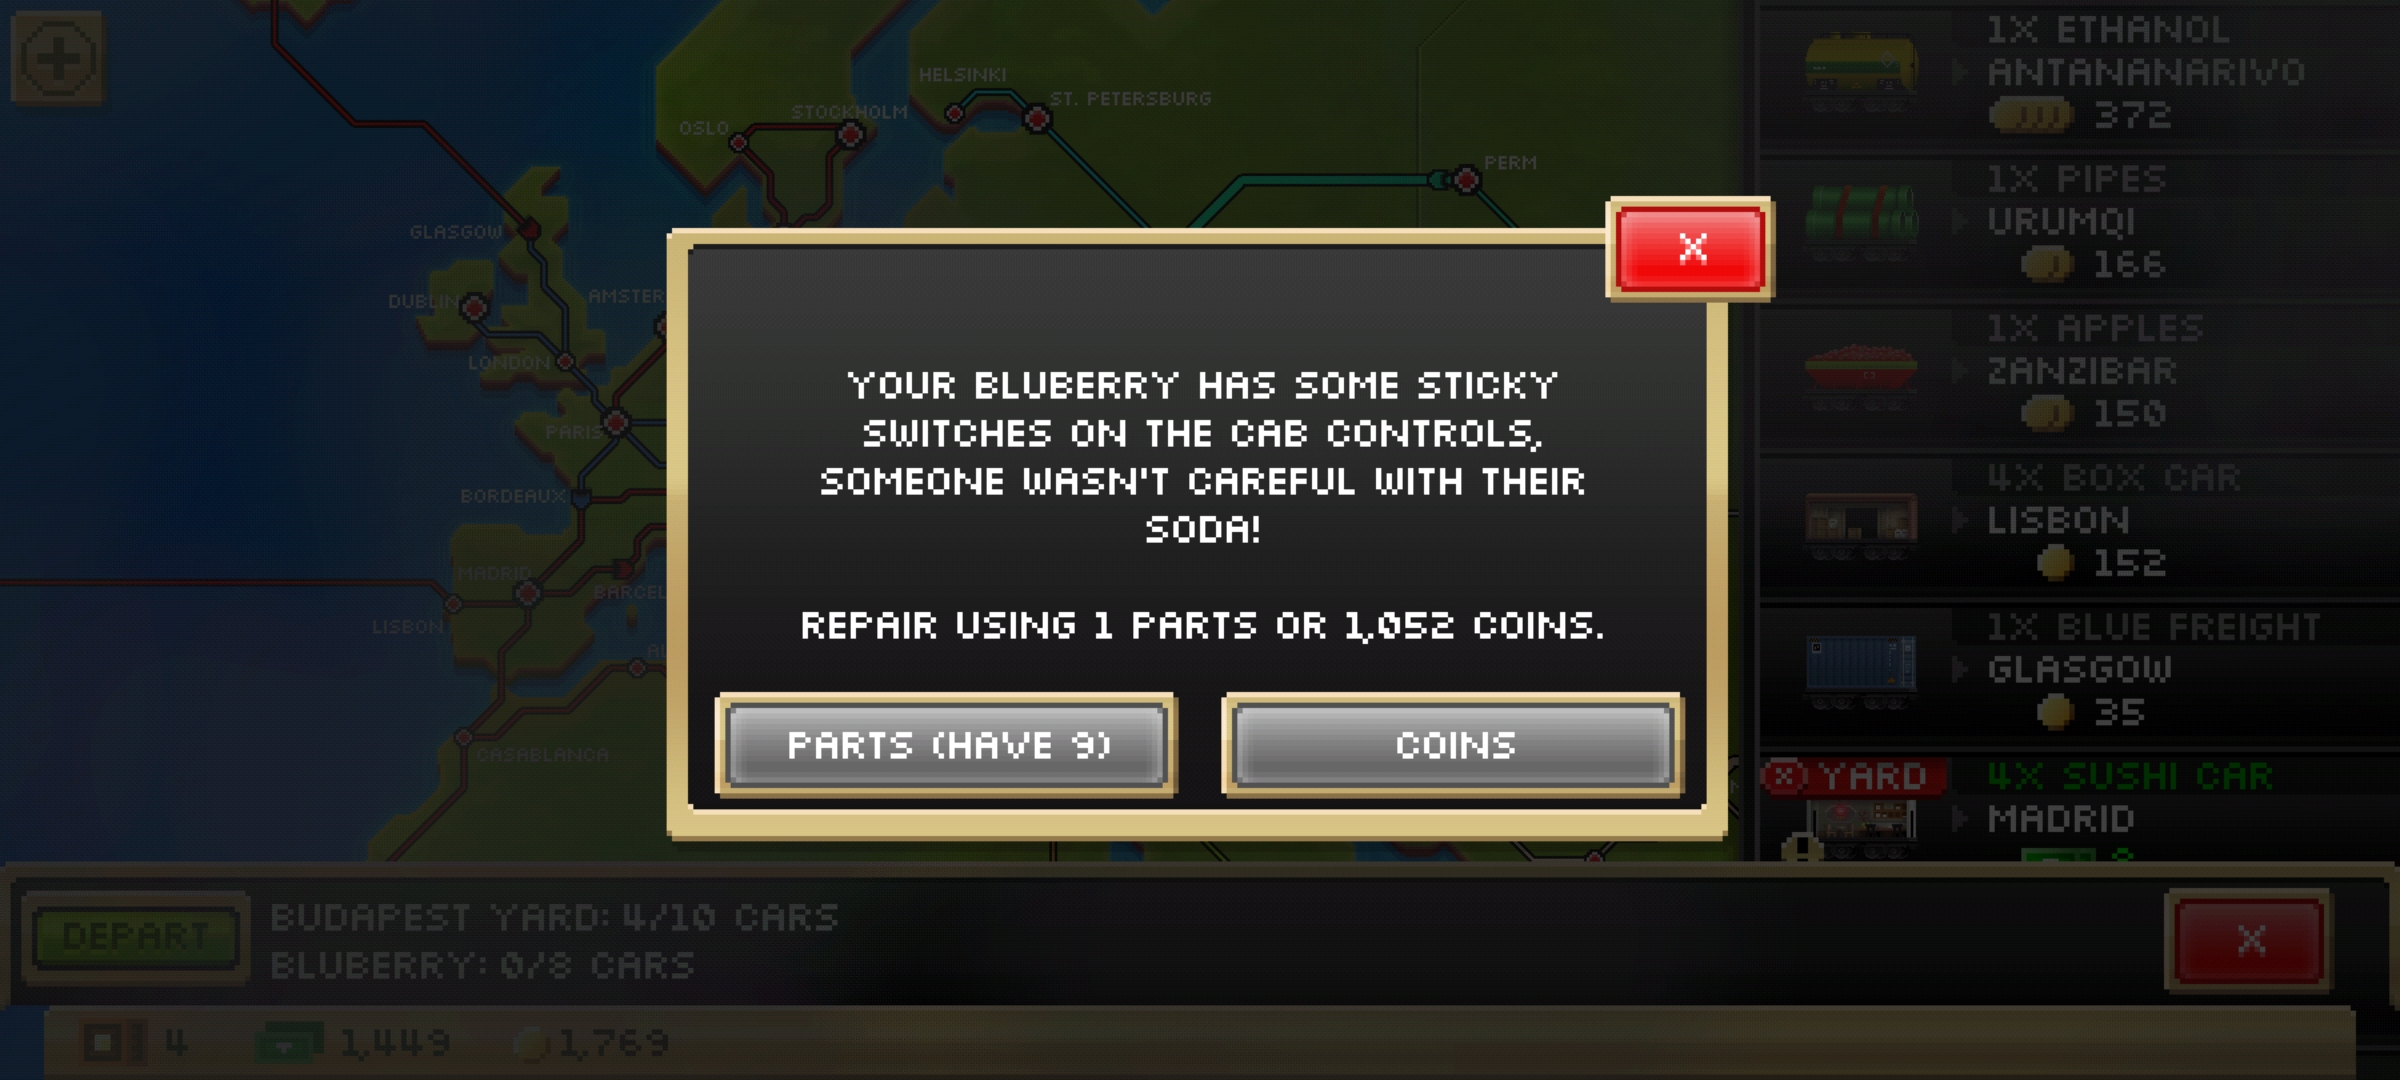 HELSINKI
ST. PETERSBURG
STOCKHOLM
OSLO
PERM
GLASGOW
DUBLIN
AMSTER
LONDON
PARIS
BORDEAUX
MADRID
BARCEL
LISBON
AL
CASABLANCA
X
YOUR BLUBERRY HAS SOME STICKY
SWITCHES ON THE CAB CONTROLS,
SOMEONE WASN'T CAREFUL WITH THEIR
SODA!
REPAIR USING 1 PARTS OR 1,052 COINS.
PARTS (HAVE 9)
COINS
1X ETHANOL
ANTANANARIVO
372
1X PIPES
URUMQI
166
1X APPLES
ZANZIBAR
150
4X BOX CAR
LISBON
152
1X BLUE FREIGHT
GLASGOW
35
X YARD
4X SUSHI CAR
MADRID
DEPART
BUDAPEST YARD: 4/10 CARS
BLUBERRY: 0/8 CARS
X
4
1,449
1,769